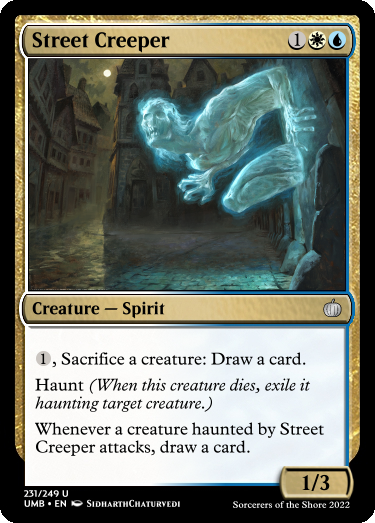 Street Creeper 1
Creature — Spirit
1, Sacrifice a creature: Draw a card.
Haunt (When this creature dies, exile it
haunting target creature.)
Whenever a creature haunted by Street
Creeper attacks, draw a card.
1/3
231/249 U
UMB • EN SidharthChaturvedi
Sorcerers of the Shore 2022